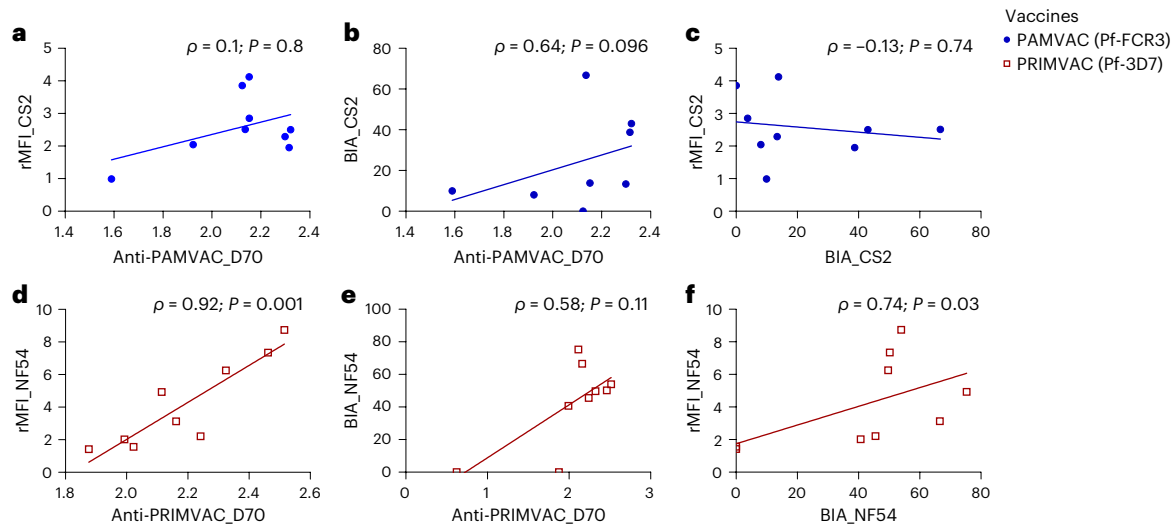 Vaccines
PAMVAC (Pf-FCR3)
PRIMVAC (Pf-3D7)
a
ρ = 0.1; P = 0.8
5
4
3
2
1
0
rMFI_CS2
1.4 1.6 1.8 2.0 2.2 2.4
Anti-PAMVAC_D70
b
ρ = 0.64; P = 0.096
80
60
40
20
0
BIA_CS2
1.4 1.6 1.8 2.0 2.2 2.4
Anti-PAMVAC_D70
c
ρ = –0.13; P = 0.74
5
4
3
2
1
0
rMFI_CS2
0 20 40 60 80
BIA_CS2
d
ρ = 0.92; P = 0.001
10
8
6
4
2
0
rMFI_NF54
1.8 2.0 2.2 2.4 2.6
Anti-PRIMVAC_D70
e
ρ = 0.58; P = 0.11
100
80
60
40
20
0
BIA_NF54
0 1 2 3
Anti-PRIMVAC_D70
f
ρ = 0.74; P = 0.03
10
8
6
4
2
0
rMFI_NF54
0 20 40 60 80
BIA_NF54